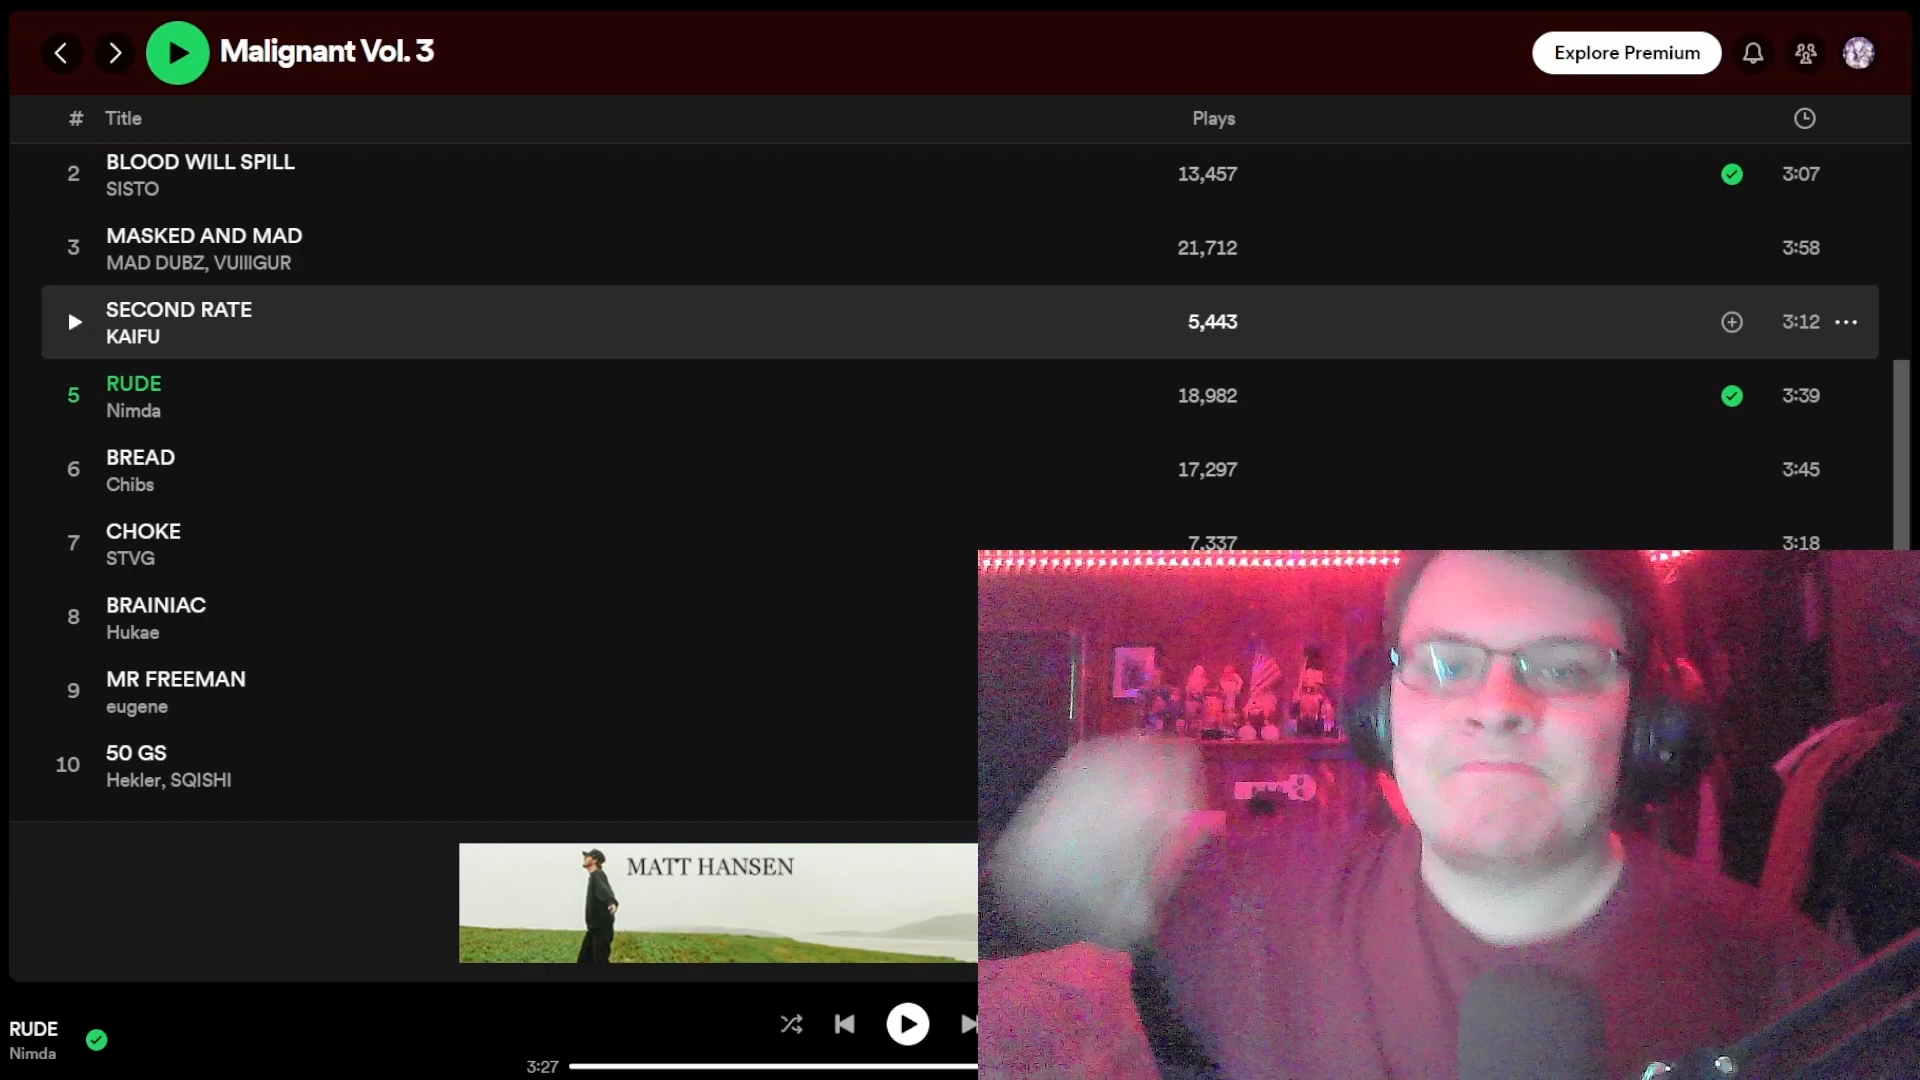 Malignant Vol. 3
Explore Premium
# Title Plays
2 BLOOD WILL SPILL 13,457 3:07
SISTO
3 MASKED AND MAD 21,712 3:58
MAD DUBZ, VUIIIGUR
SECOND RATE 5,443 3:12
KAIFU
5 RUDE 18,982 3:39
Nimda
6 BREAD 17,297 3:45
Chibs
7 CHOKE 7,337 3:18
STVG
8 BRAINIAC
Hukae
9 MR FREEMAN
eugene
10 50 GS
Hekler, SQISHI
MATT HANSEN
RUDE
Nimda
3:27